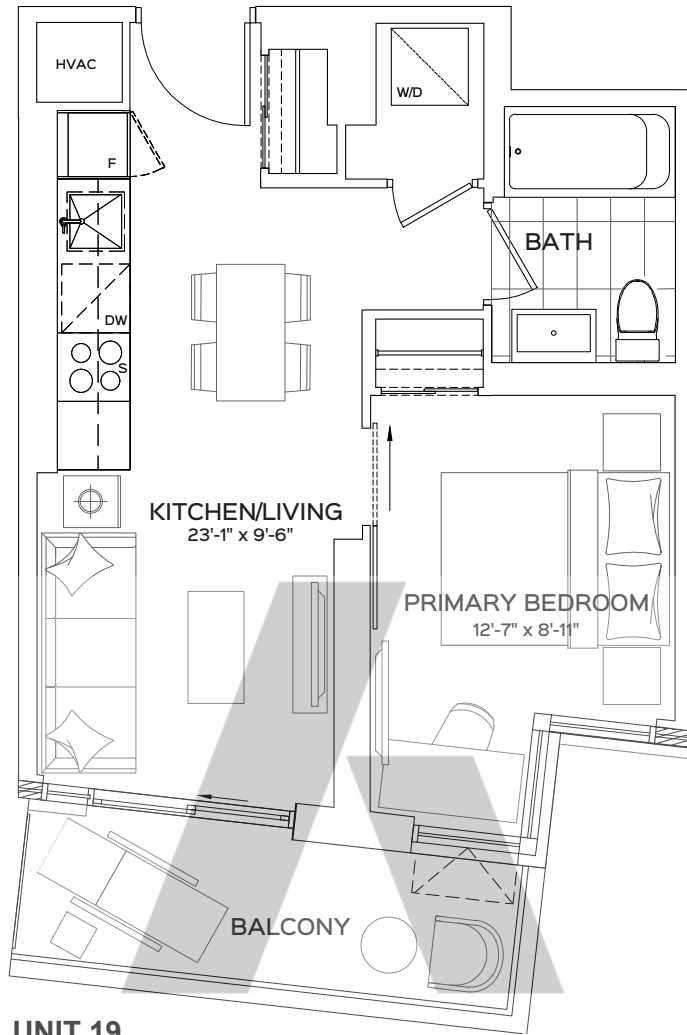 HVAC
W/D
F
BATH
DW
S
KITCHEN/LIVING
23'-1" x 9'-6"
PRIMARY BEDROOM
12'-7" x 8'-11"
BALCONY
UNIT 19